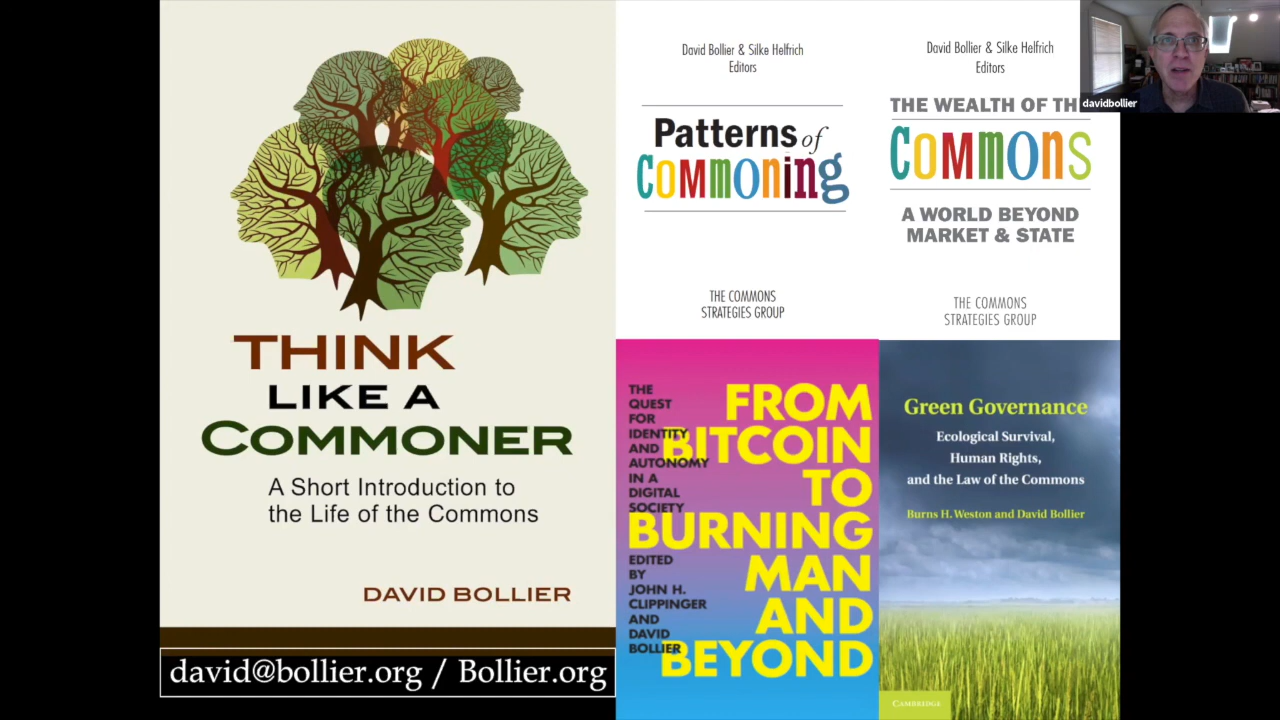 THINK
LIKE A
COMMONER
A Short Introduction to
the Life of the Commons
DAVID BOLLIER
david@bollier.org / Bollier.org
David Bollier & Silke Helfrich
Editors
Patterns of
COMMONING
THE COMMONS
STRATEGIES GROUP
David Bollier & Silke Helfrich
Editors
THE WEALTH OF TH
COMMONS
A WORLD BEYOND
MARKET & STATE
THE COMMONS
STRATEGIES GROUP
davidbollier
THE
QUEST
FOR
IDENTITY
AND
AUTONOMY
IN A
DIGITAL
SOCIETY
FROM
BITCOIN
TO
BURNING
MAN
AND
BEYOND
EDITED
BY
JOHN H.
CLIPPINGER
AND
DAVID
BOLLIER
Green Governance
Ecological Survival,
Human Rights,
and the Law of the Commons
Burns H. Weston and David Bollier
CAMBRIDGE